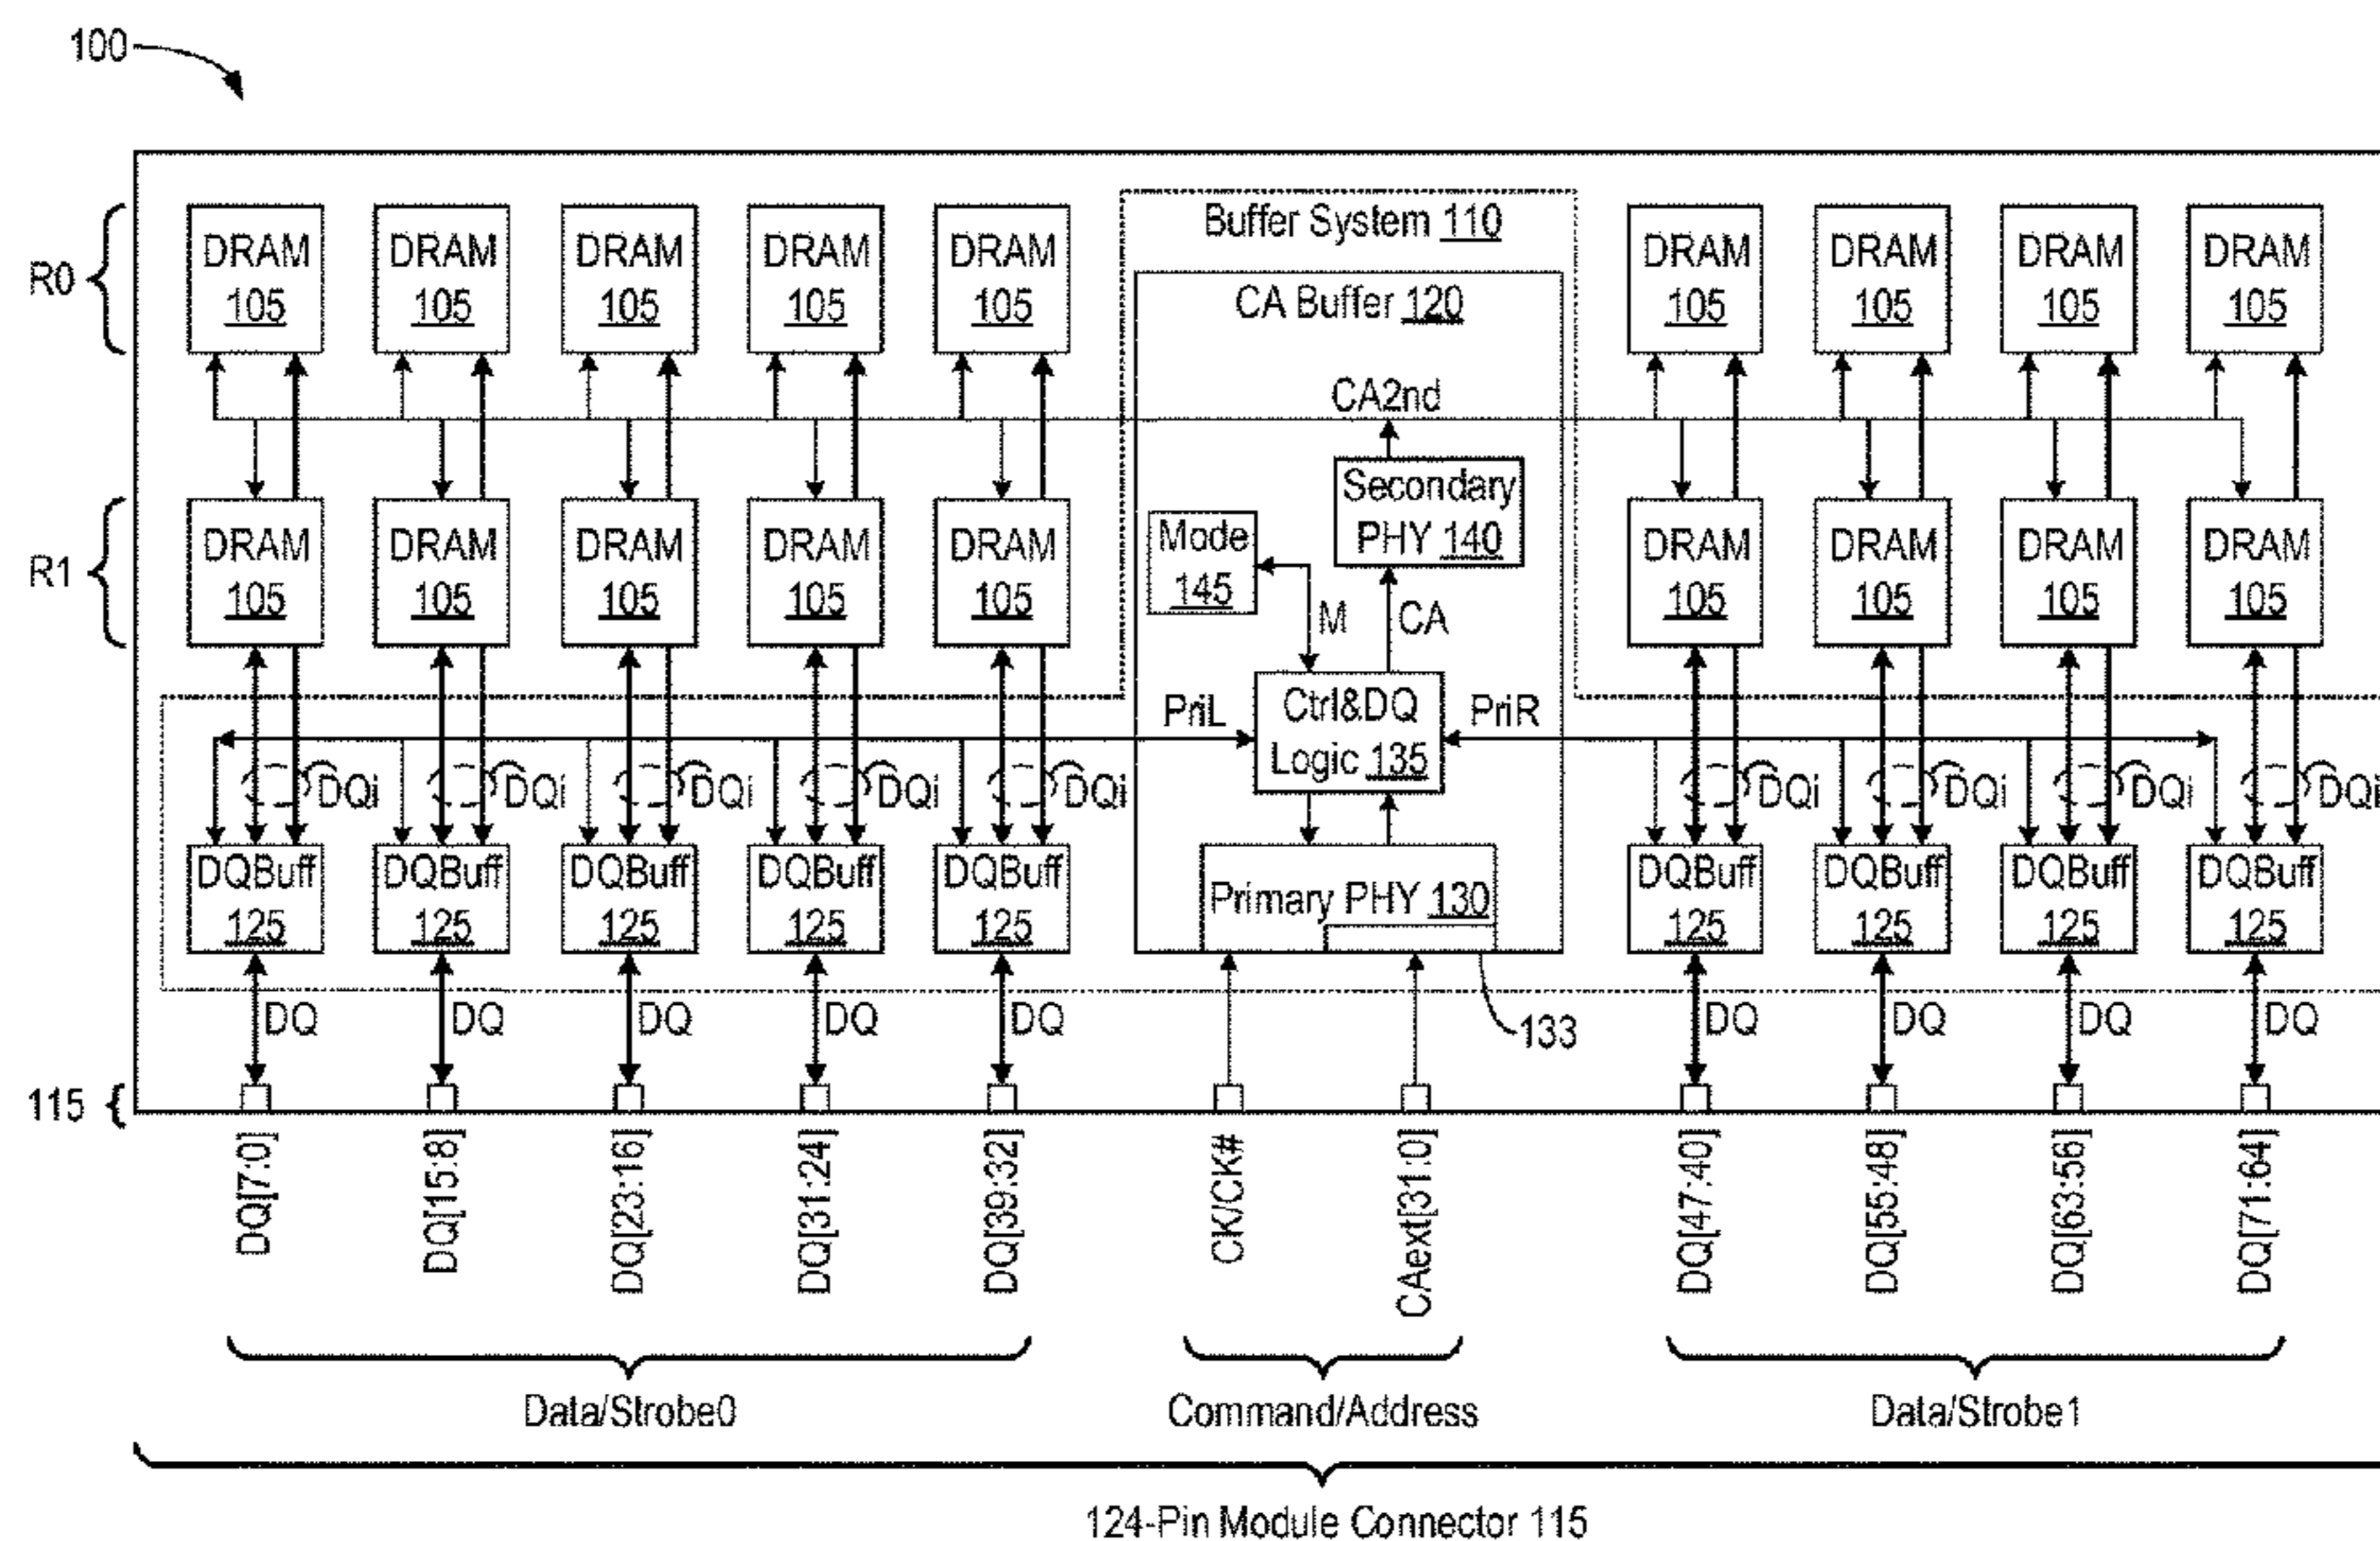 100
Buffer System 110
R0
DRAM DRAM DRAM DRAM DRAM DRAM DRAM DRAM DRAM
105 105 105 105 105 105 105 105 105
CA Buffer 120
CA2nd
Secondary
PHY 140
Mode
145
R1
DRAM DRAM DRAM DRAM DRAM DRAM DRAM DRAM DRAM
105 105 105 105 105 105 105 105 105
M CA
PriL Ctrl&DQ PriR
Logic 135
DQi DQi DQi DQi DQi DQi DQi DQi DQi
DQBuff DQBuff DQBuff DQBuff DQBuff DQBuff DQBuff DQBuff DQBuff
125 125 125 125 125 125 125 125 125
Primary PHY 130
DQ DQ DQ DQ DQ 133 DQ DQ DQ DQ
115
DQ[7:0]
DQ[15:8]
DQ[23:16]
DQ[31:24]
DQ[39:32]
CK/CK#
CAext[31:0]
DQ[47:40]
DQ[55:48]
DQ[63:56]
DQ[71:64]
Data/Strobe0 Command/Address Data/Strobe1
124-Pin Module Connector 115